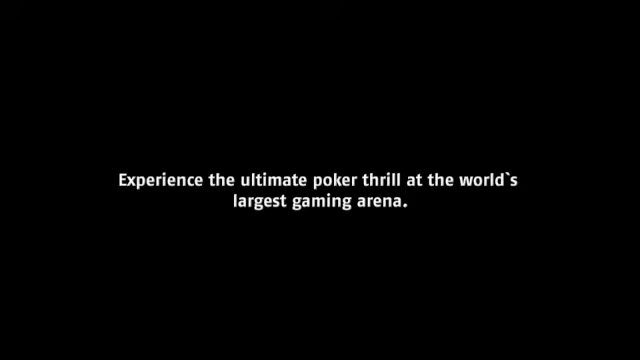 Experience the ultimate poker thrill at the world`s
largest gaming arena.